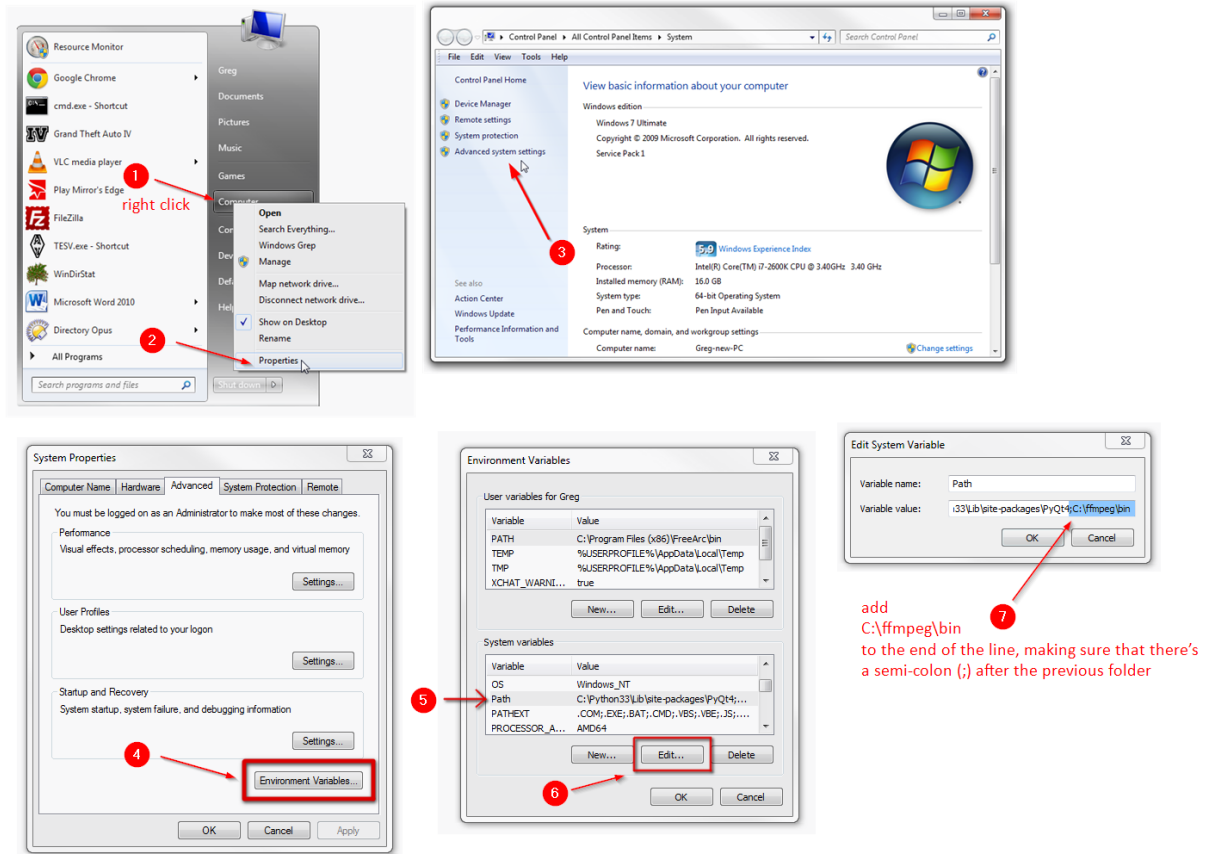 Resource Monitor
Google Chrome
cmd.exe - Shortcut
Grand Theft Auto IV
VLC media player
Play Mirror's Edge
FileZilla
TESV.exe - Shortcut
WinDirStat
Microsoft Word 2010
Directory Opus
All Programs
Search programs and files
Greg
Documents
Pictures
Music
Games
Computer
Shut down
1
right click
Open
Search Everything...
Windows Grep
Manage
Map network drive...
Disconnect network drive...
Show on Desktop
Rename
Properties
2
Control Panel
All Control Panel Items
System
Search Control Panel
File Edit View Tools Help
Control Panel Home
Device Manager
Remote settings
System protection
Advanced system settings
3
See also
Action Center
Windows Update
Performance Information and
Tools
View basic information about your computer
Windows edition
Windows 7 Ultimate
Copyright © 2009 Microsoft Corporation. All rights reserved.
Service Pack 1
System
Rating: 5,9 Windows Experience Index
Processor: Intel(R) Core(TM) i7-2600K CPU @ 3.40GHz 3.40 GHz
Installed memory (RAM): 16.0 GB
System type: 64-bit Operating System
Pen and Touch: Pen Input Available
Computer name, domain, and workgroup settings
Computer name: Greg-new-PC
Change settings
System Properties
Computer Name Hardware Advanced System Protection Remote
You must be logged on as an Administrator to make most of these changes.
Performance
Visual effects, processor scheduling, memory usage, and virtual memory
Settings...
User Profiles
Desktop settings related to your logon
Settings...
Startup and Recovery
System startup, system failure, and debugging information
Settings...
4
Environment Variables...
OK Cancel Apply
Environment Variables
User variables for Greg
Variable Value
PATH C:\Program Files (x86)\FreeArc\bin
TEMP %USERPROFILE%\AppData\Local\Temp
TMP %USERPROFILE%\AppData\Local\Temp
XCHAT_WARNI... true
New... Edit... Delete
System variables
Variable Value
OS Windows_NT
5
Path C:\Python33\Lib\site-packages\PyQt4;...
PATHEXT .COM;.EXE;.BAT;.CMD;.VBS;.VBE;.JS;....
PROCESSOR_A... AMD64
New... Edit... Delete
6
OK Cancel
Edit System Variable
Variable name: Path
Variable value: 33\Lib\site-packages\PyQt4;C:\ffmpeg\bin
OK Cancel
7
add
C:\ffmpeg\bin
to the end of the line, making sure that there's
a semi-colon (;) after the previous folder